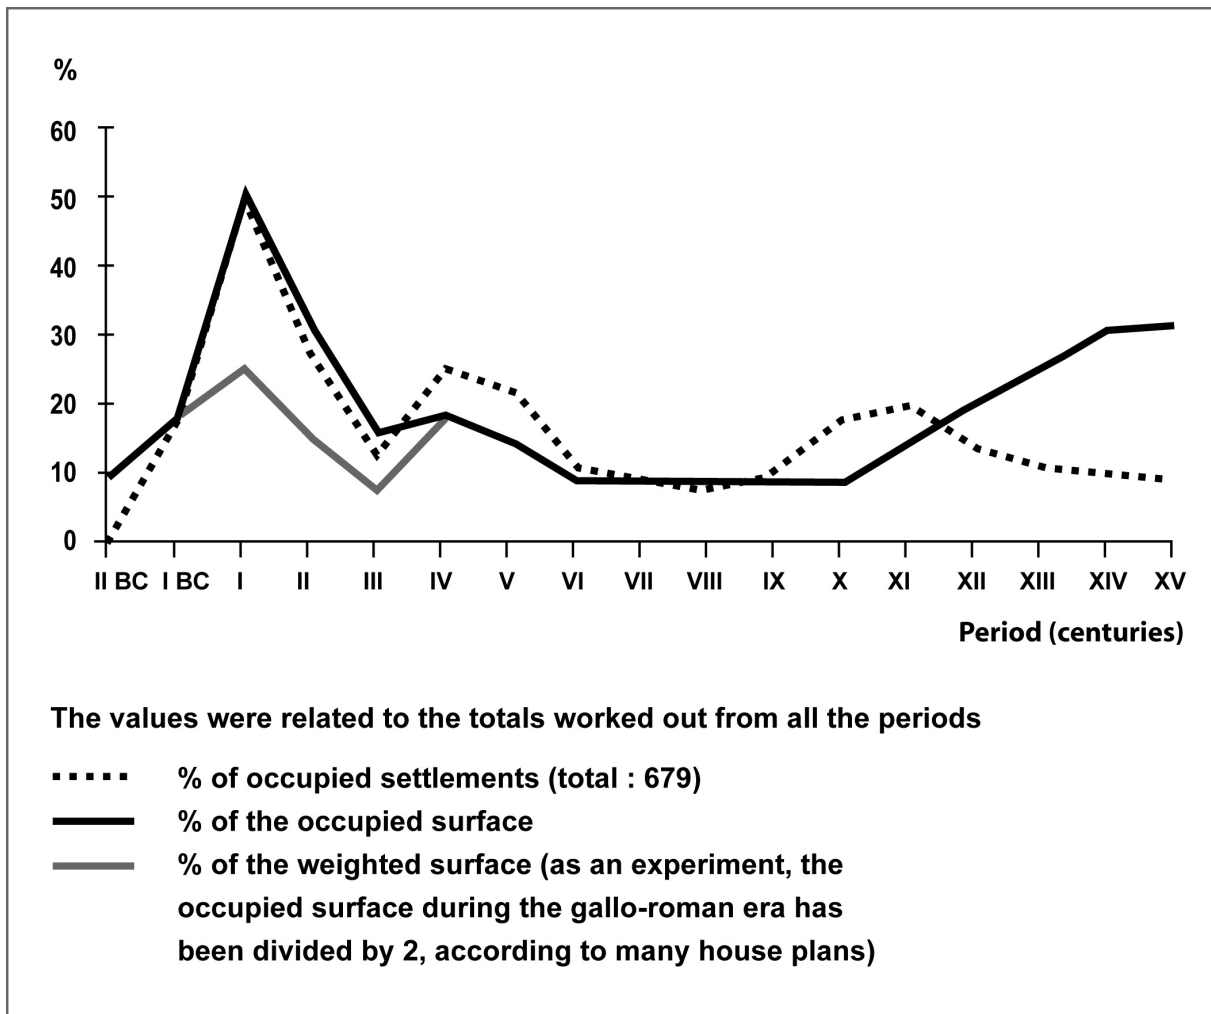 %
60
50
40
30
20
10
0
II BC I BC I II III IV V VI VII VIII IX X XI XII XIII XIV XV
Period (centuries)
The values were related to the totals worked out from all the periods
% of occupied settlements (total : 679)
% of the occupied surface
% of the weighted surface (as an experiment, the
occupied surface during the gallo-roman era has
been divided by 2, according to many house plans)